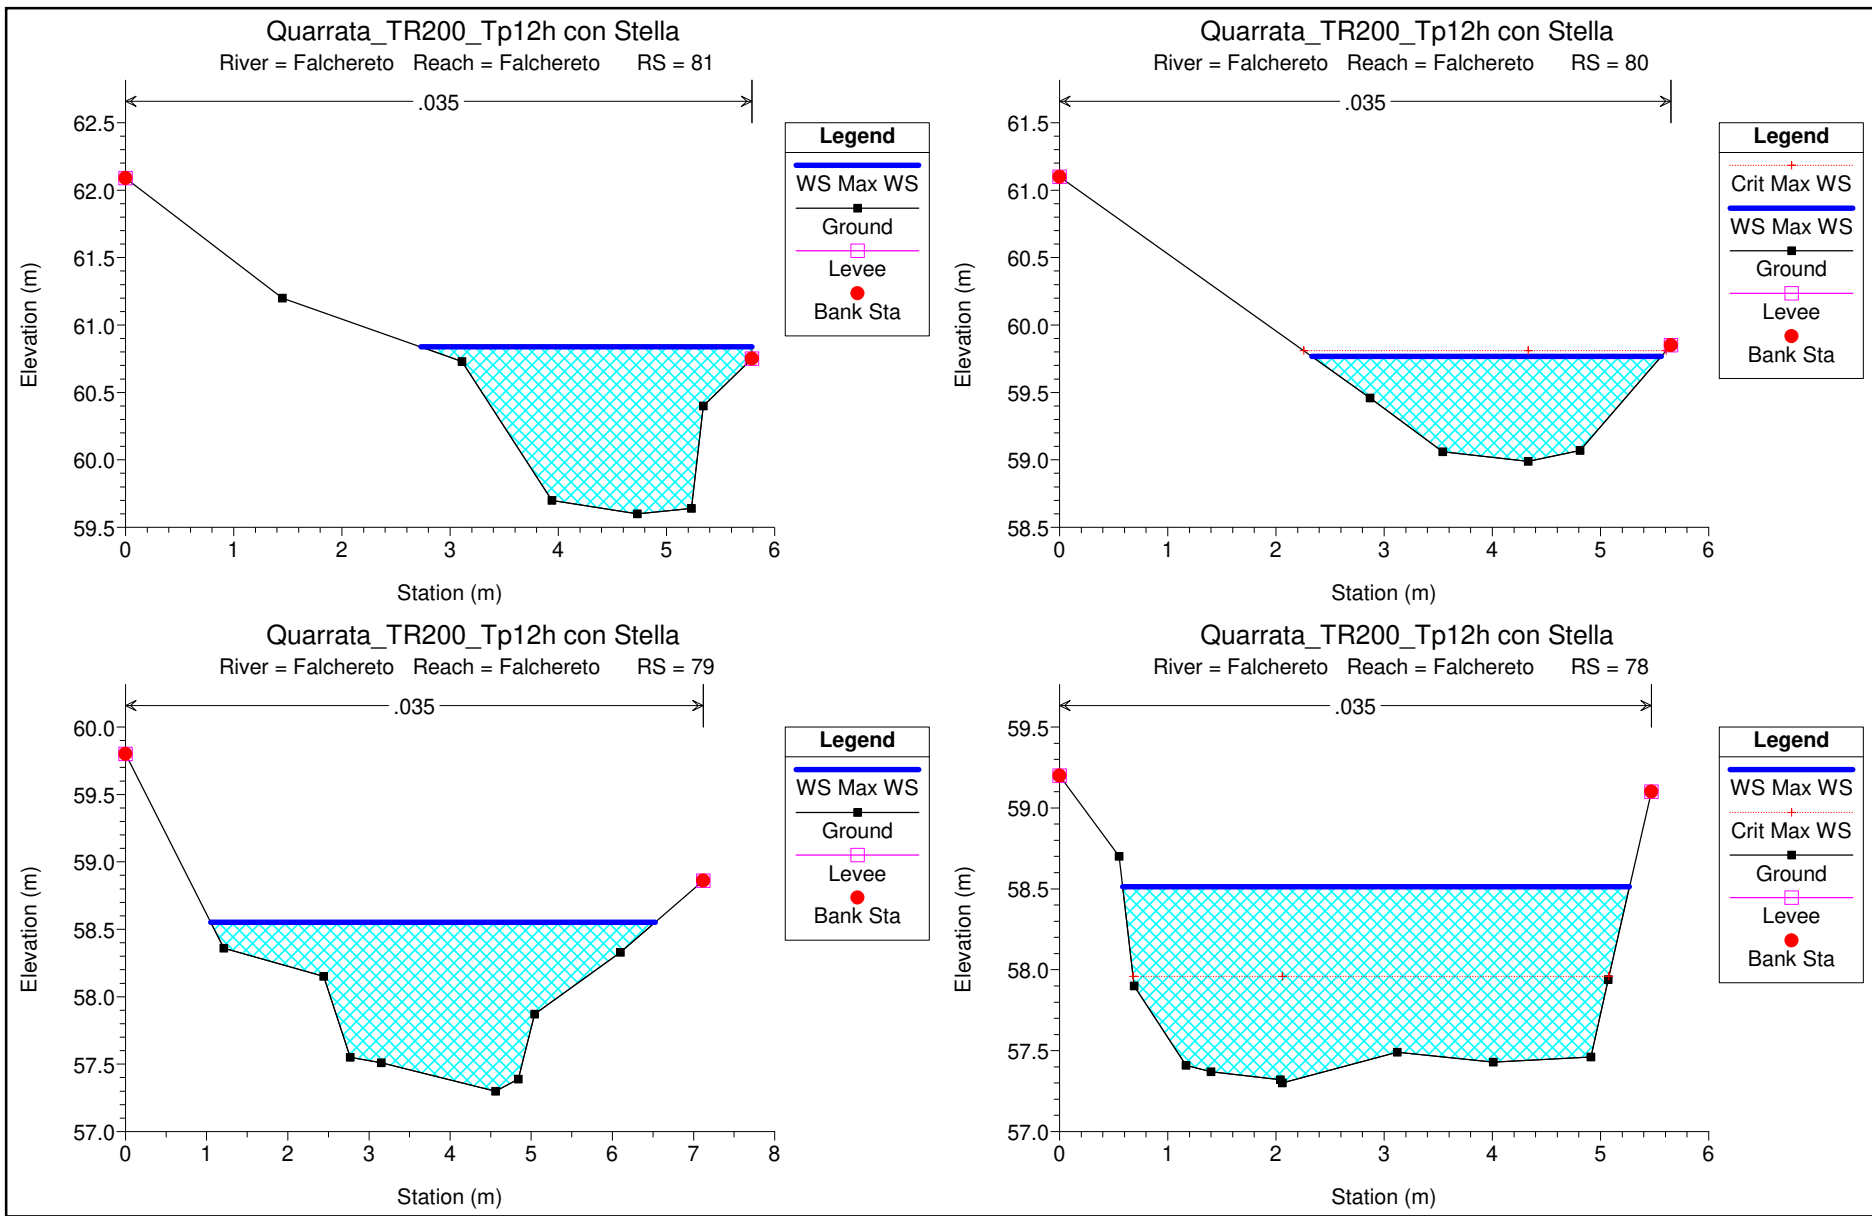 Quarrata_TR200_Tp12h con Stella
River = Falchereto Reach = Falchereto RS = 81
.035
62.5
62.0
61.5
61.0
60.5
60.0
59.5
Elevation (m)
0 1 2 3 4 5 6
Station (m)
Legend
WS Max WS
Ground
Levee
Bank Sta
Quarrata_TR200_Tp12h con Stella
River = Falchereto Reach = Falchereto RS = 80
.035
61.5
61.0
60.5
60.0
59.5
59.0
58.5
Elevation (m)
0 1 2 3 4 5 6
Station (m)
Legend
Crit Max WS
WS Max WS
Ground
Levee
Bank Sta
Quarrata_TR200_Tp12h con Stella
River = Falchereto Reach = Falchereto RS = 79
.035
60.0
59.5
59.0
58.5
58.0
57.5
57.0
Elevation (m)
0 1 2 3 4 5 6 7 8
Station (m)
Legend
WS Max WS
Ground
Levee
Bank Sta
Quarrata_TR200_Tp12h con Stella
River = Falchereto Reach = Falchereto RS = 78
.035
59.5
59.0
58.5
58.0
57.5
57.0
Elevation (m)
0 1 2 3 4 5 6
Station (m)
Legend
WS Max WS
Crit Max WS
Ground
Levee
Bank Sta